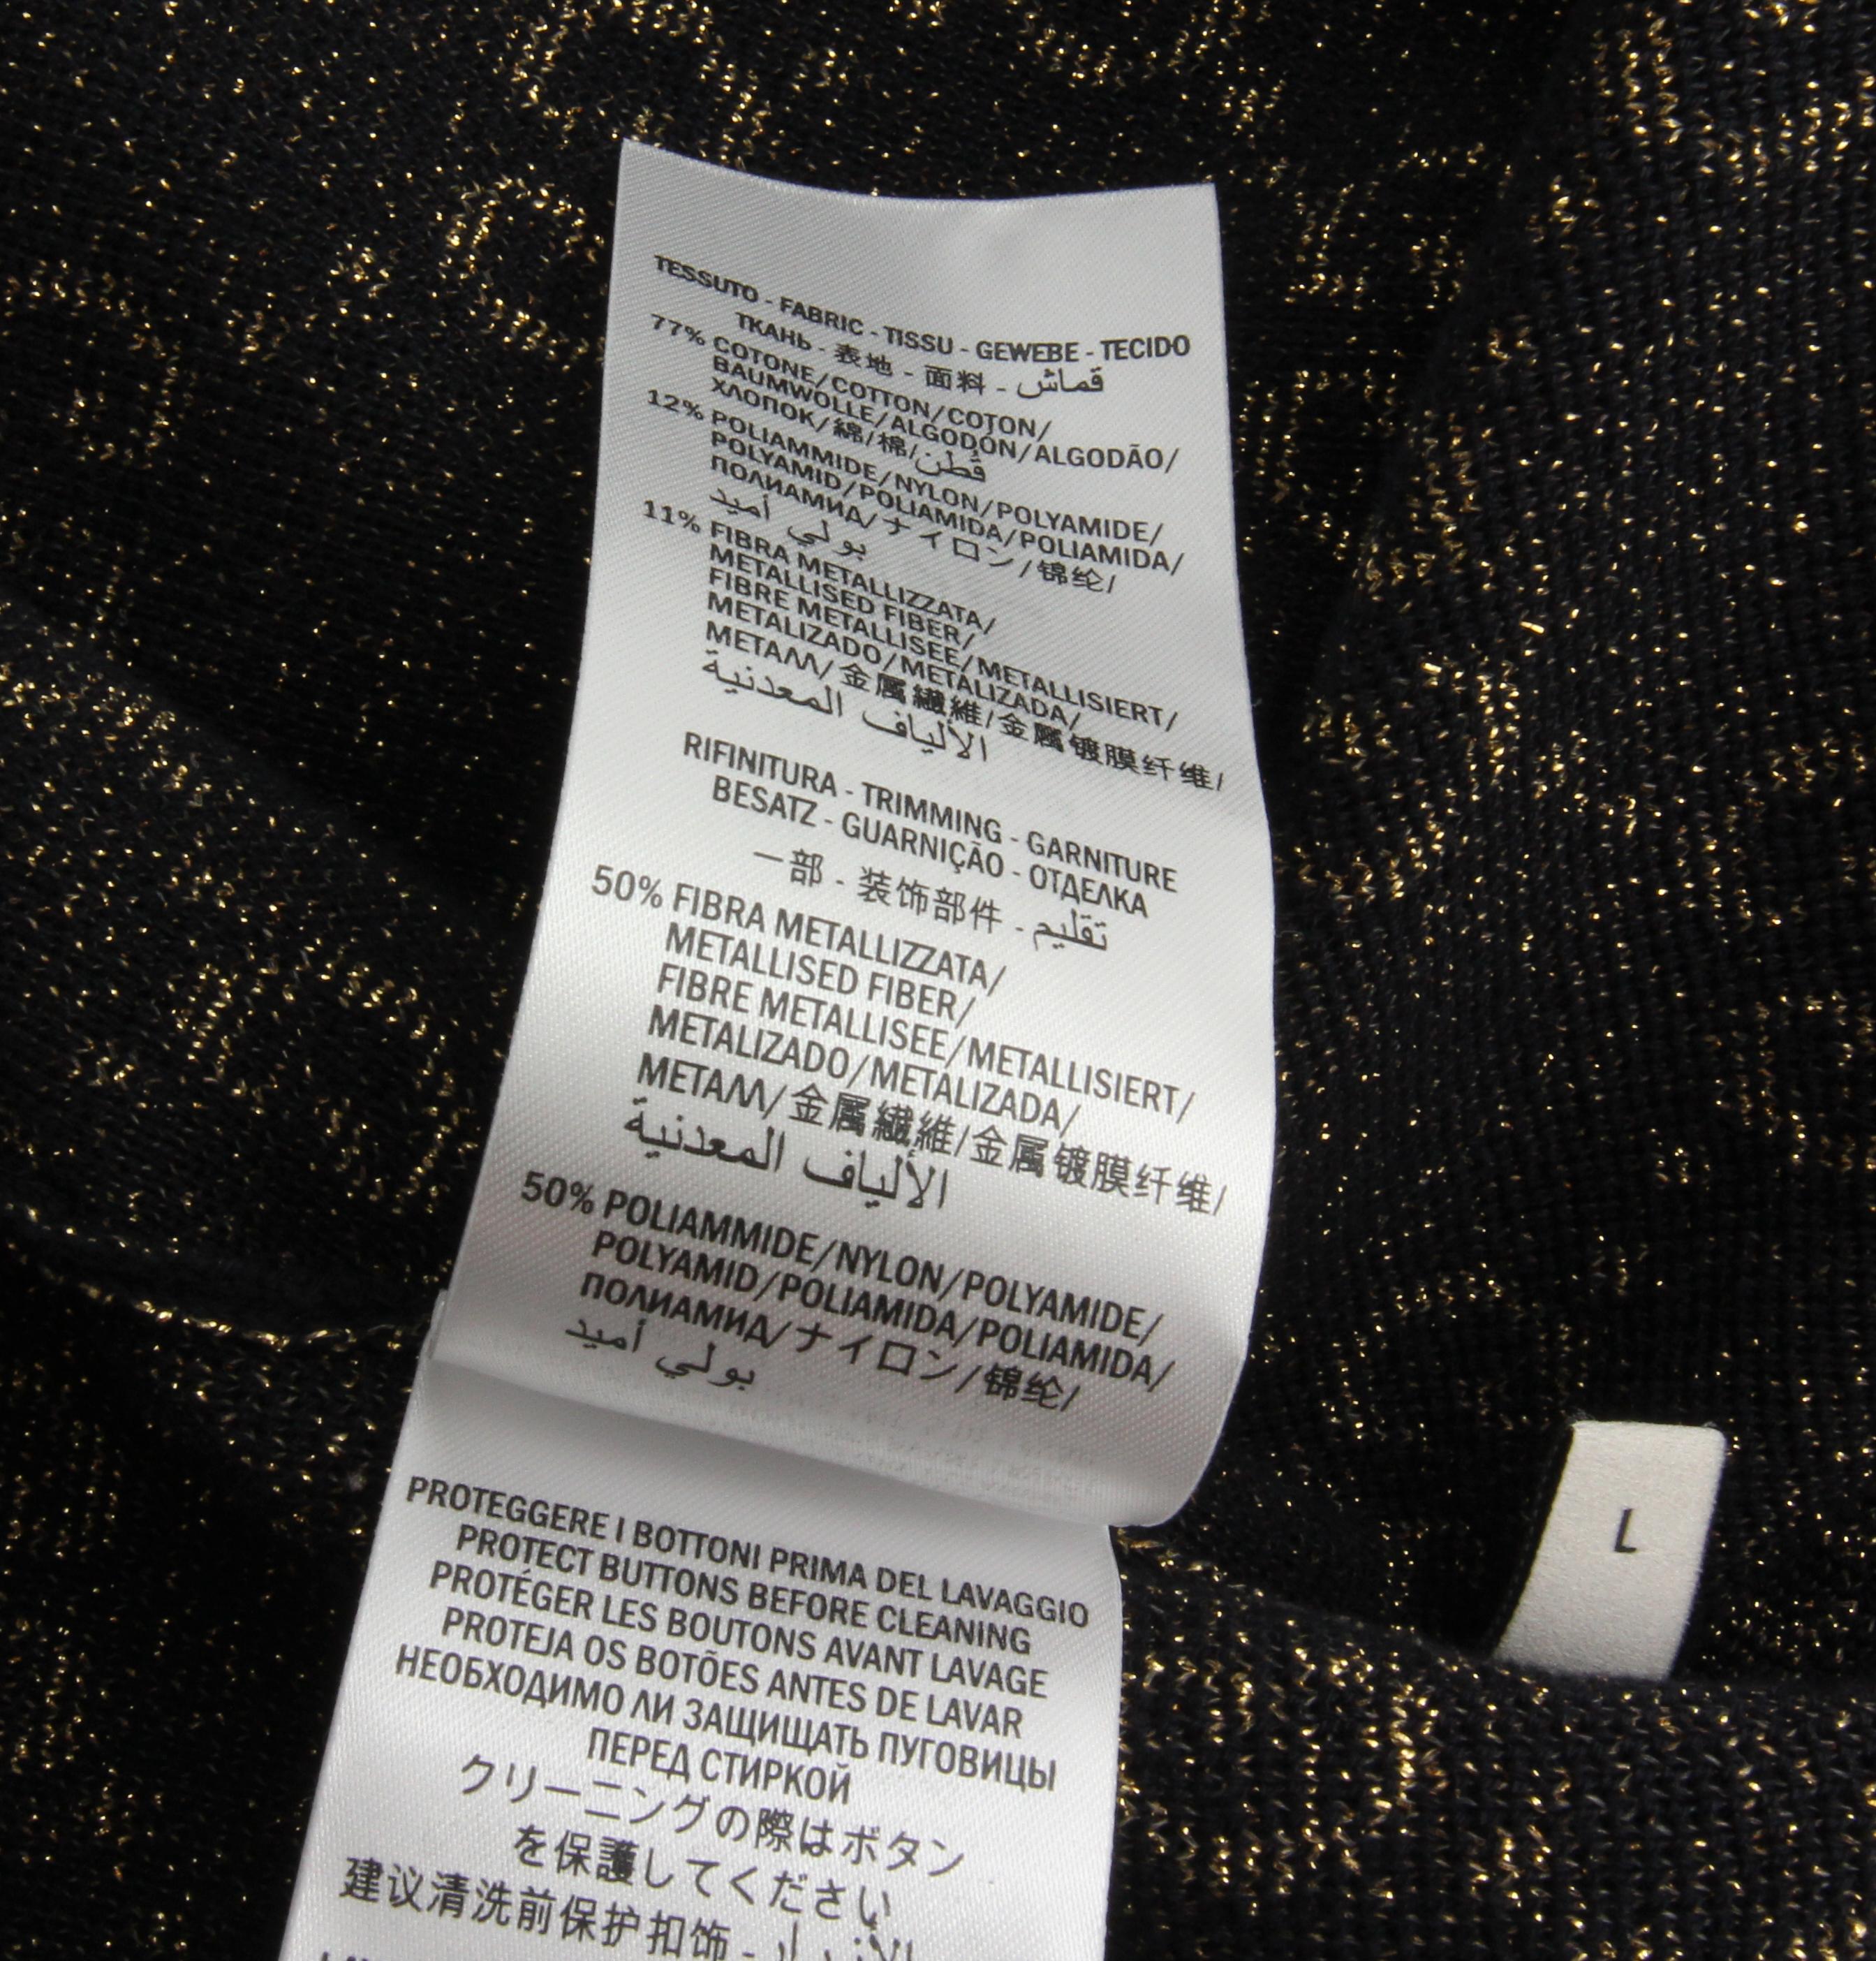 TESSUTO - FABRIC - TISSU - GEWEBE - TECIDO
ТКАНЬ - 表地 - 面料 - قماش
77% COTONE/COTTON/COTON/
BAUMWOLLE/ALGODÓN/ALGODÃO/
ХЛОПОК/綿/棉/قطن
12% POLIAMMIDE/NYLON/POLYAMIDE/
POLYAMID/POLIAMIDA/POLIAMIDA/
ПОЛИАМИД/ナイロン/锦纶/
بولي أميد
11% FIBRA METALLIZZATA/
METALLISED FIBER/
FIBRE METALLISEE/METALLISIERT/
METALIZADO/METALIZADA/
МЕТАЛЛ/金属繊維/金属镀膜纤维/
الألياف المعدنية
RIFINITURA - TRIMMING - GARNITURE
BESATZ - GUARNIÇÃO - ОТДЕЛКА
一部 - 装饰部件 - تقليم
50% FIBRA METALLIZZATA/
METALLISED FIBER/
FIBRE METALLISEE/METALLISIERT/
METALIZADO/METALIZADA/
МЕТАЛЛ/金属繊維/金属镀膜纤维/
الألياف المعدنية
50% POLIAMMIDE/NYLON/POLYAMIDE/
POLYAMID/POLIAMIDA/POLIAMIDA/
ПОЛИАМИД/ナイロン/锦纶/
بولي أميد
PROTEGGERE I BOTTONI PRIMA DEL LAVAGGIO
PROTECT BUTTONS BEFORE CLEANING
PROTÉGER LES BOUTONS AVANT LAVAGE
PROTEJA OS BOTÕES ANTES DE LAVAR
НЕОБХОДИМО ЛИ ЗАЩИЩАТЬ ПУГОВИЦЫ
ПЕРЕД СТИРКОЙ
クリーニングの際はボタン
を保護してください
建议清洗前保护扣饰 -
L